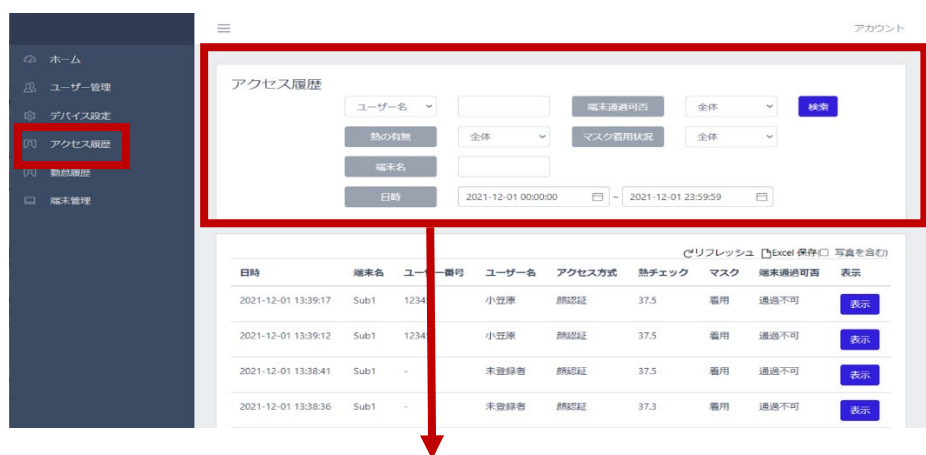 アカウント
ホーム
ユーザー管理
デバイス設定
アクセス履歴
勤怠履歴
端末管理
アクセス履歴
ユーザー名 端末通過可否 全体 検索
熱の有無 全体 マスク着用状況 全体
端末名
日時 2021-12-01 00:00:00 ~ 2021-12-01 23:59:59
リフレッシュ Excel 保存(□ 写真を含む)
日時 端末名 ユーザー番号 ユーザー名 アクセス方式 熱チェック マスク 端末通過可否 表示
2021-12-01 13:39:17 Sub1 小笠原 顔認証 37.5 着用 通過不可 表示
2021-12-01 13:39:12 Sub1 小笠原 顔認証 37.5 着用 通過不可 表示
2021-12-01 13:38:41 Sub1 - 未登録者 顔認証 37.5 着用 通過不可 表示
2021-12-01 13:38:36 Sub1 - 未登録者 顔認証 37.3 着用 通過不可 表示